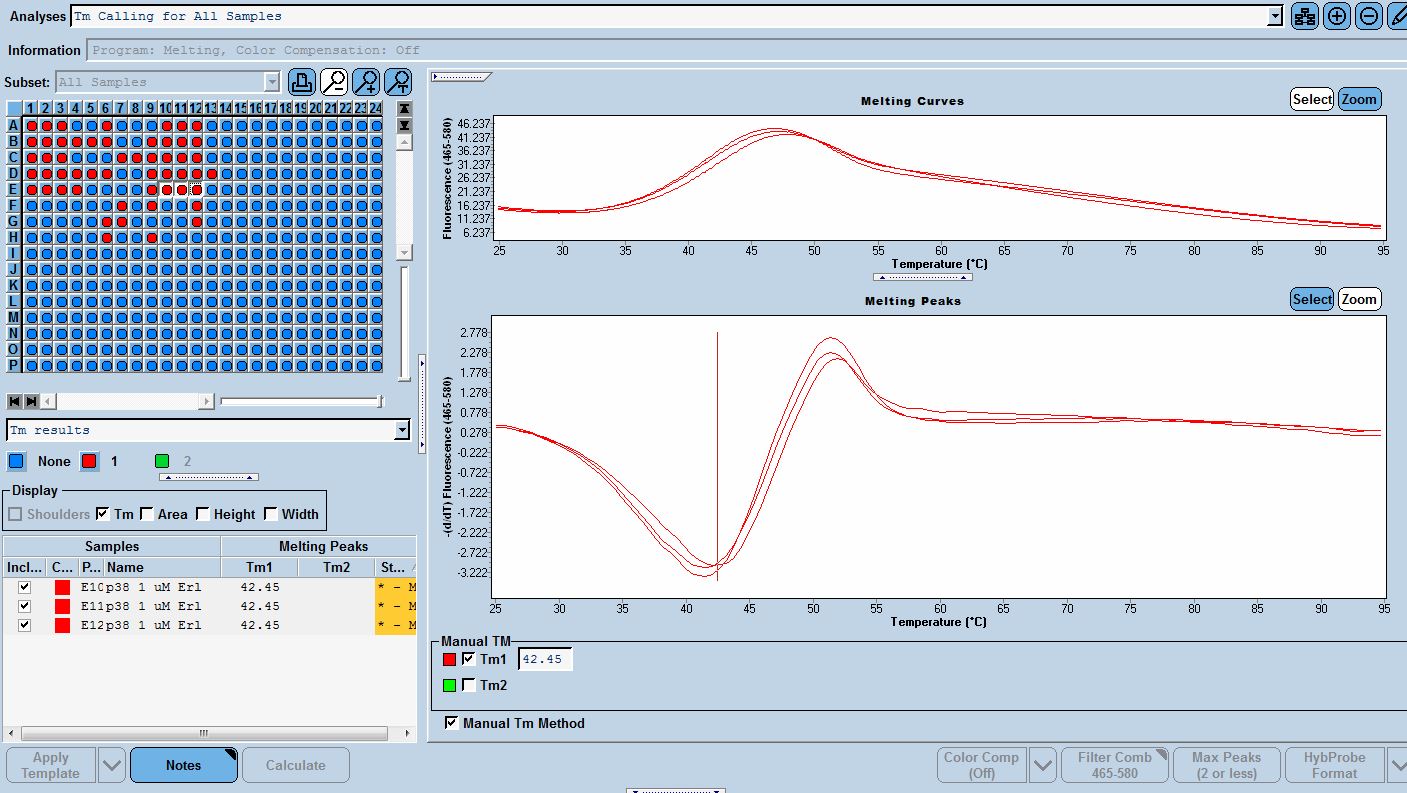 Analyses Tm Calling for All Samples
Information Program: Melting, Color Compensation: Off
Subset: All Samples
1 2 3 4 5 6 7 8 9 10 11 12 13 14 15 16 17 18 19 20 21 22 23 24
A
B
C
D
E
F
G
H
I
J
K
L
M
N
O
P
Tm results
None 1 2
Display
Shoulders Tm Area Height Width
Samples Melting Peaks
Incl... C... P... Name Tm1 Tm2 St...
E10 p38 1 uM Erl 42.45 * - M
E11 p38 1 uM Erl 42.45 * - M
E12 p38 1 uM Erl 42.45 * - M
Melting Curves
Select Zoom
Fluorescence (465-580)
46.237
41.237
36.237
31.237
26.237
21.237
16.237
11.237
6.237
25 30 35 40 45 50 55 60 65 70 75 80 85 90 95
Temperature (°C)
Melting Peaks
Select Zoom
-(d/dT) Fluorescence (465-580)
2.778
2.278
1.778
1.278
0.778
0.278
-0.222
-0.722
-1.222
-1.722
-2.222
-2.722
-3.222
25 30 35 40 45 50 55 60 65 70 75 80 85 90 95
Temperature (°C)
Manual TM
Tm1 42.45
Tm2
Manual Tm Method
Apply
Template
Notes
Calculate
Color Comp
(Off)
Filter Comb
465-580
Max Peaks
(2 or less)
HybProbe
Format